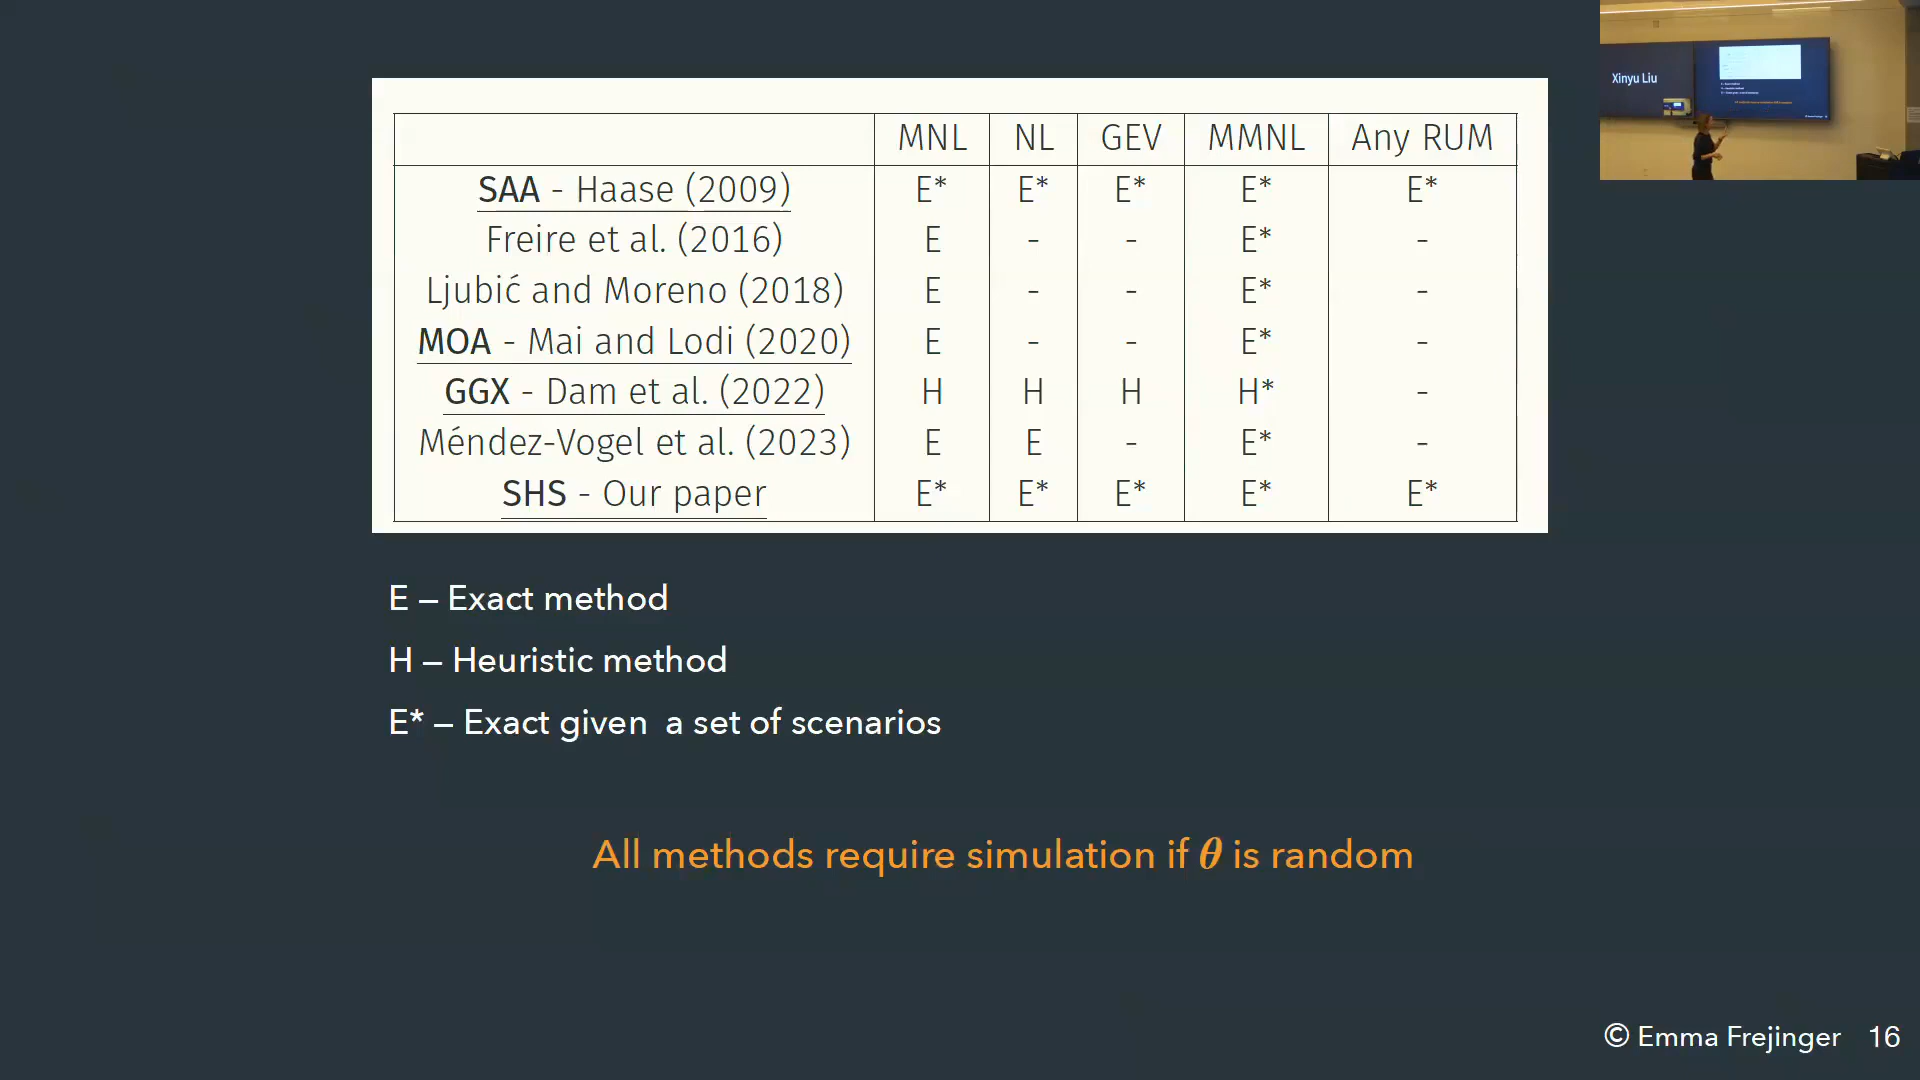 Xinyu Liu
MNL NL GEV MMNL Any RUM
SAA - Haase (2009) E* E* E* E* E*
Freire et al. (2016) E - - E* -
Ljubić and Moreno (2018) E - - E* -
MOA - Mai and Lodi (2020) E - - E* -
GGX - Dam et al. (2022) H H H H* -
Méndez-Vogel et al. (2023) E E - E* -
SHS - Our paper E* E* E* E* E*
E – Exact method
H – Heuristic method
E* – Exact given a set of scenarios
All methods require simulation if θ is random
© Emma Frejinger 16